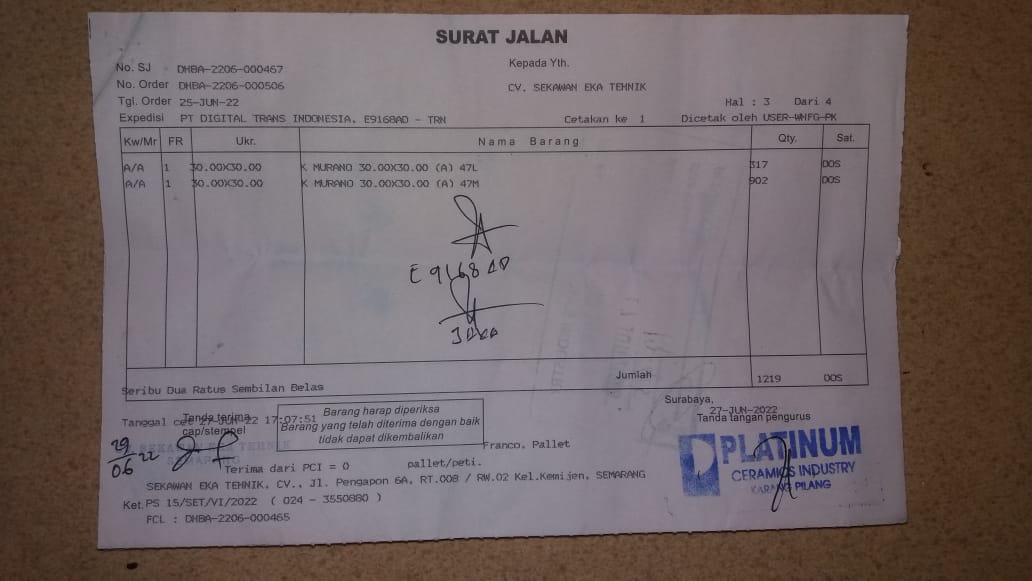 SURAT JALAN
No. SJ DHBA-2206-000467
Kepada Yth.
No. Order DHBA-2206-000506
CV. SEKAWAN EKA TEHNIK
Tgl. Order 25-JUN-22
Hal : 3 Dari 4
Expedisi PT DIGITAL TRANS INDONESIA. E9168AD - TRN Cetakan ke 1 Dicetak oleh USER-WHFG-PK
Kw/Mr FR Ukr. Nama Barang Qty. Sat.
A/A 1 30.00X30.00 K MURANO 30.00X30.00 (A) 47L 317 DOS
A/A 1 30.00X30.00 K MURANO 30.00X30.00 (A) 47M 902 DOS
E 9168 AD
Jumlah 1219 DOS
Seribu Dua Ratus Sembilan Belas
Surabaya,
27-JUN-2022
Tanggal cet 27-JUN-22 17:07:51
Tanda terima
cap/stempel
Barang harap diperiksa
Barang yang telah diterima dengan baik
tidak dapat dikembalikan
Tanda tangan pengurus
29/06 22
SEKAWAN EKA TEHNIK
SEMARANG
Franco. Pallet
PLATINUM
CERAMICS INDUSTRY
KARANG PILANG
Terima dari PCI = 0 pallet/peti.
SEKAWAN EKA TEHNIK. CV., Jl. Pengapon 6A, RT.008 / RW.02 Kel.Kemijen, SEMARANG
Ket. PS 15/SET/VI/2022 ( 024 - 3550880 )
FCL : DHBA-2206-000465